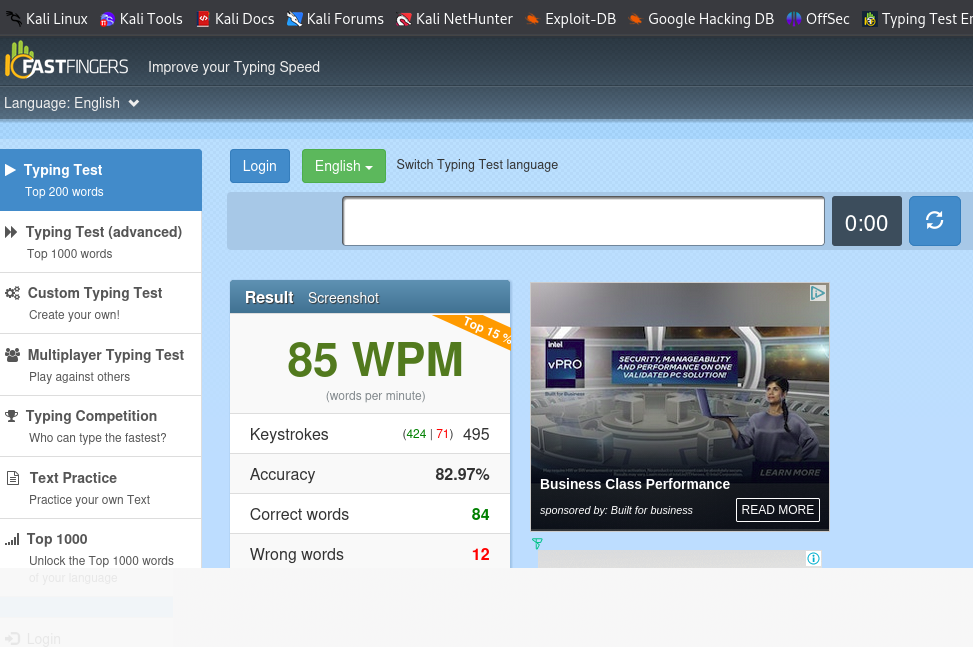 Kali Linux Kali Tools Kali Docs Kali Forums Kali NetHunter Exploit-DB Google Hacking DB OffSec Typing Test En
FASTFINGERS Improve your Typing Speed
Language: English
Typing Test
Top 200 words
Typing Test (advanced)
Top 1000 words
Custom Typing Test
Create your own!
Multiplayer Typing Test
Play against others
Typing Competition
Who can type the fastest?
Text Practice
Practice your own Text
Top 1000
Unlock the Top 1000 words
of your language
Login
Login English Switch Typing Test language
0:00
Result Screenshot
Top 15 %
85 WPM
(words per minute)
Keystrokes (424 | 71) 495
Accuracy 82.97%
Correct words 84
Wrong words 12
intel
vPRO
Built for Business
SECURITY, MANAGEABILITY
AND PERFORMANCE ON ONE
VALIDATED PC SOLUTION!
LEARN MORE
Business Class Performance
sponsored by: Built for business READ MORE